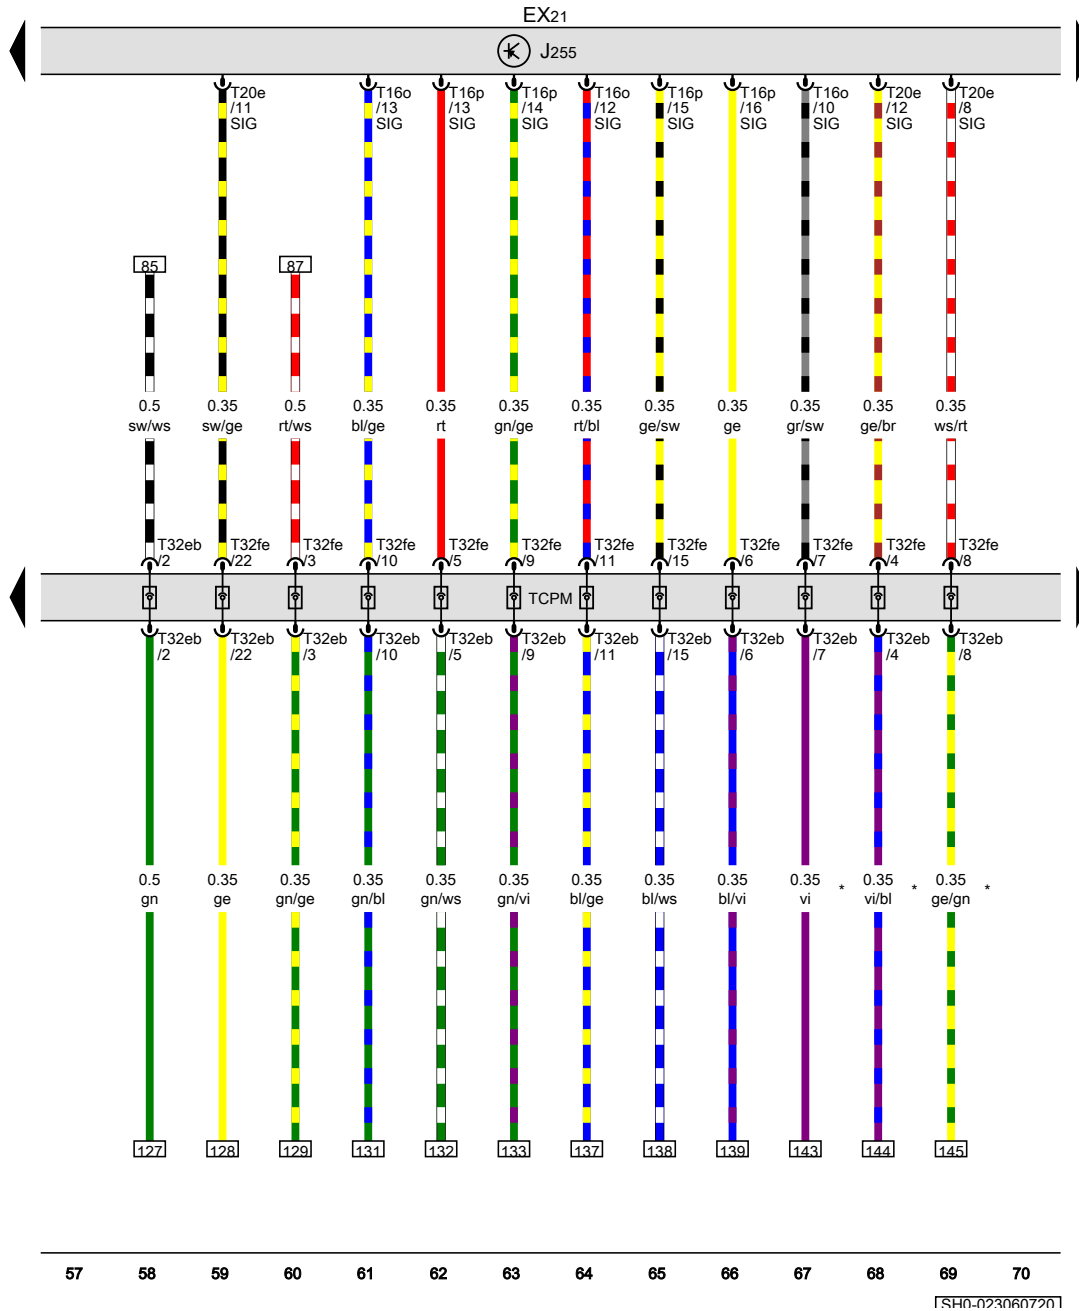 EX21
J255
T20e T16o T16p T16p T16o T16p T16p T16o T20e T20e
/11 /13 /13 /14 /12 /15 /16 /10 /12 /8
SIG SIG SIG SIG SIG SIG SIG SIG SIG SIG
85 87
0.5 0.35 0.5 0.35 0.35 0.35 0.35 0.35 0.35 0.35 0.35 0.35
sw/ws sw/ge rt/ws bl/ge rt gn/ge rt/bl ge/sw ge gr/sw ge/br ws/rt
T32eb T32fe T32fe T32fe T32fe T32fe T32fe T32fe T32fe T32fe T32fe T32fe
/2 /22 /3 /10 /5 /9 /11 /15 /6 /7 /4 /8
TCPM
T32eb T32eb T32eb T32eb T32eb T32eb T32eb T32eb T32eb T32eb T32eb T32eb
/2 /22 /3 /10 /5 /9 /11 /15 /6 /7 /4 /8
0.5 0.35 0.35 0.35 0.35 0.35 0.35 0.35 0.35 0.35 * 0.35 * 0.35 *
gn ge gn/ge gn/bl gn/ws gn/vi bl/ge bl/ws bl/vi vi vi/bl ge/gn
127 128 129 131 132 133 137 138 139 143 144 145
57 58 59 60 61 62 63 64 65 66 67 68 69 70
SH0-023060720